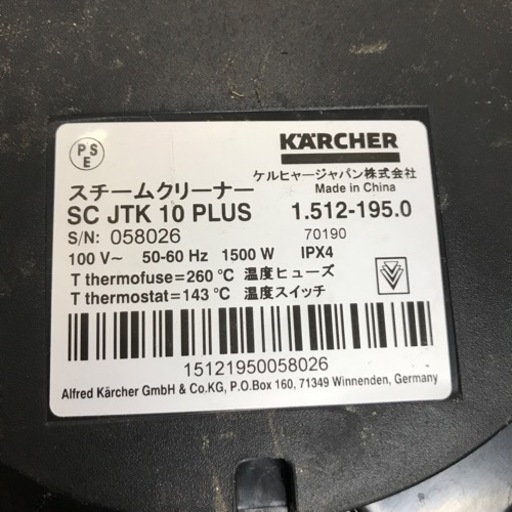 PS
E
KÄRCHER
ケルヒャージャパン株式会社
Made in China
スチームクリーナー
SC JTK 10 PLUS 1.512-195.0
S/N: 058026 70190
100 V~ 50-60 Hz 1500 W IPX4
T thermofuse=260 °C 温度ヒューズ
T thermostat=143 °C 温度スイッチ
15121950058026
Alfred Kärcher GmbH & Co.KG, P.O.Box 160, 71349 Winnenden, Germany